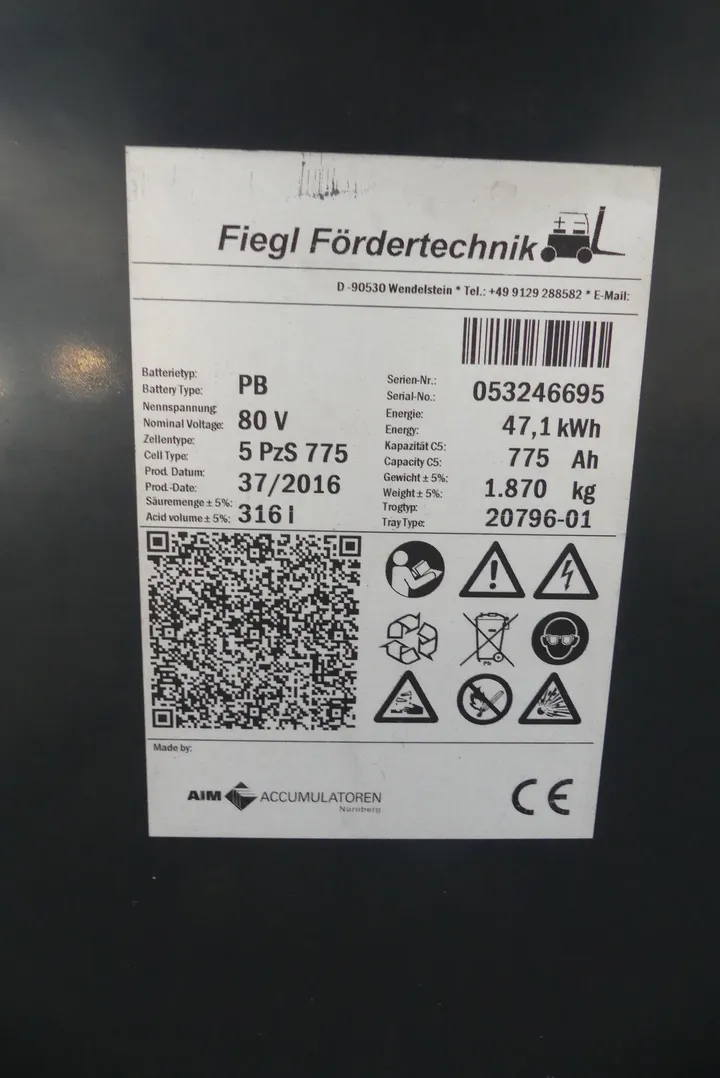 Fiegl Fördertechnik
D-90530 Wendelstein * Tel.: +49 9129 288582 * E-Mail:
Batterietyp:
Battery Type: PB
Nennspannung:
Nominal Voltage: 80 V
Zellentype:
Cell Type: 5 PzS 775
Prod. Datum:
Prod.-Date: 37/2016
Säuremenge ± 5%:
Acid volume ± 5%: 316 l
Serien-Nr.:
Serial-No.: 053246695
Energie:
Energy: 47,1 kWh
Kapazität C5:
Capacity C5: 775 Ah
Gewicht ± 5%:
Weight ± 5%: 1.870 kg
Trogtyp:
Tray Type: 20796-01
Pb
Made by:
AIM ACCUMULATOREN
Nürnberg
CE